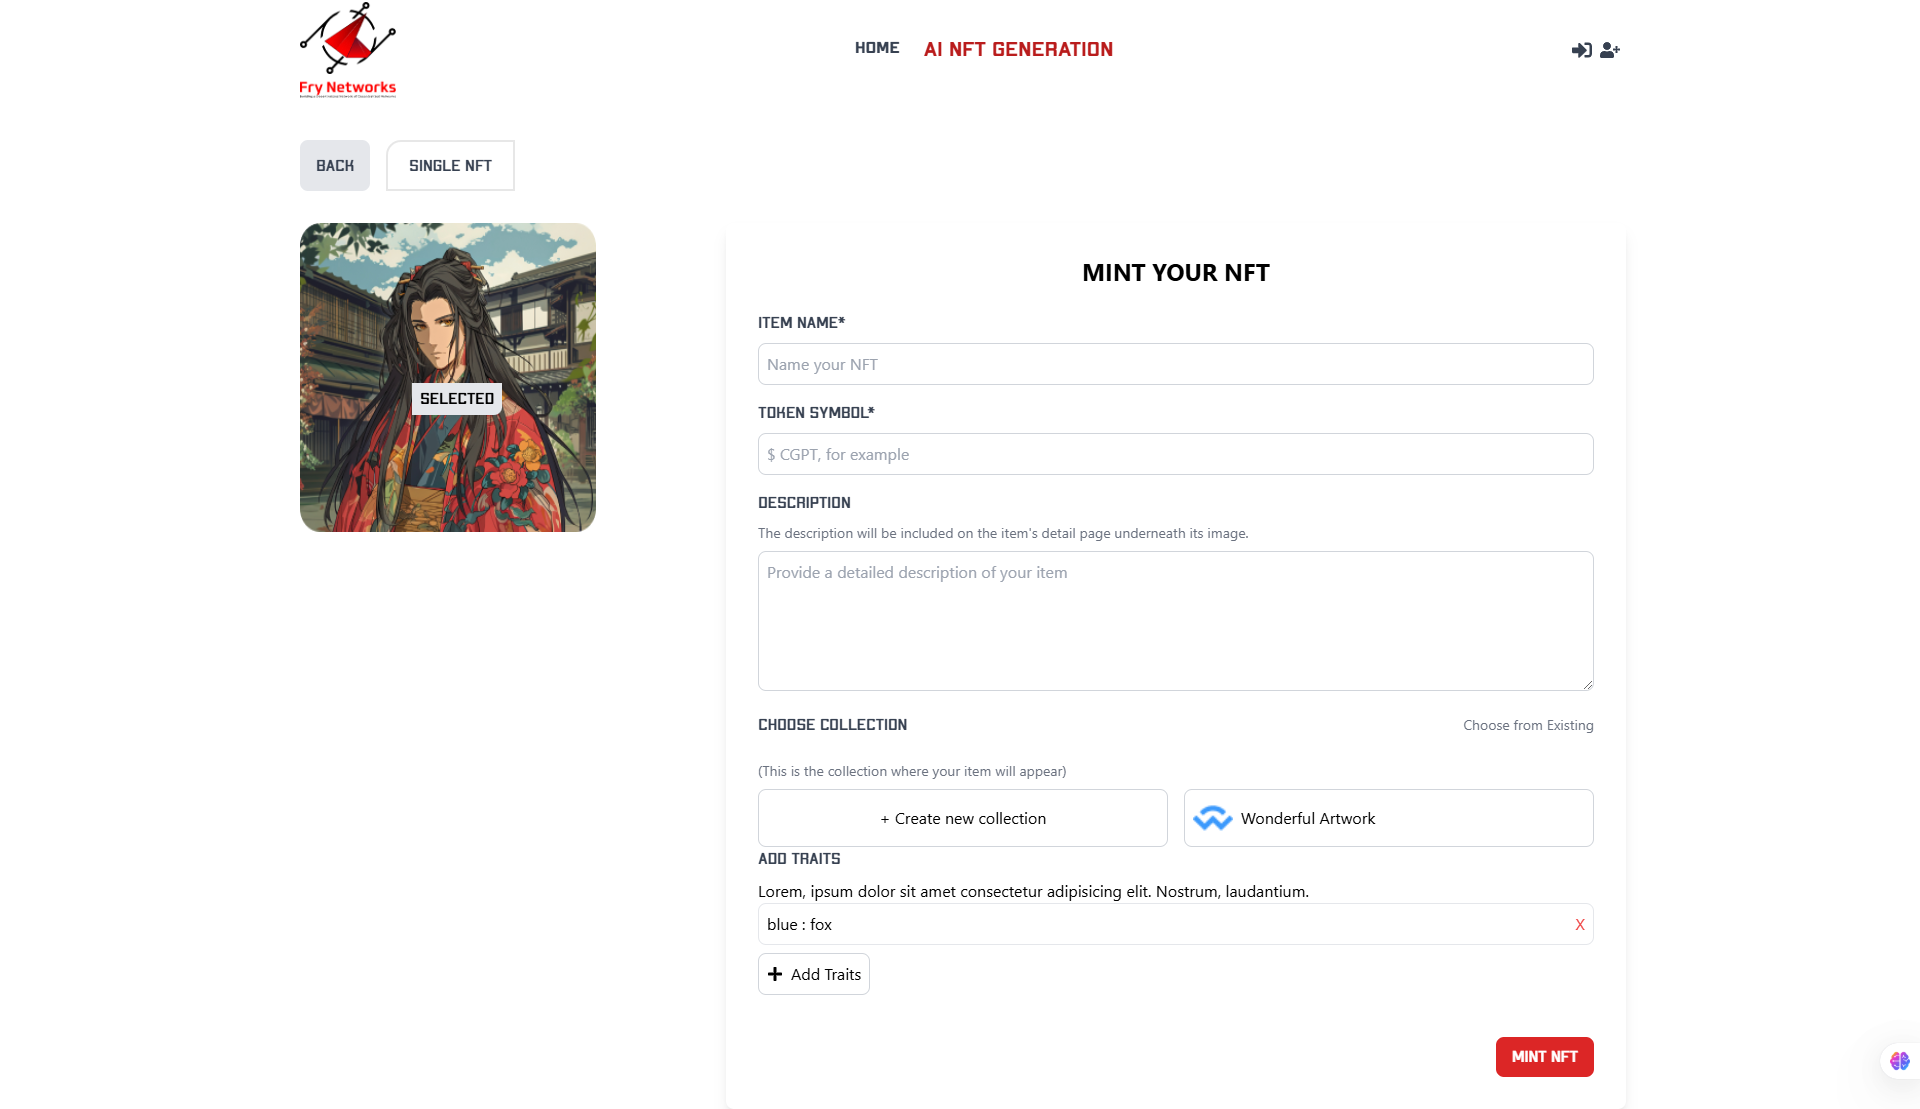 Fry Networks
HOME
AI NFT GENERATION
BACK
SINGLE NFT
SELECTED
MINT YOUR NFT
ITEM NAME*
Name your NFT
TOKEN SYMBOL*
$ CGPT, for example
DESCRIPTION
The description will be included on the item's detail page underneath its image.
Provide a detailed description of your item
CHOOSE COLLECTION
Choose from Existing
(This is the collection where your item will appear)
+ Create new collection
Wonderful Artwork
ADD TRAITS
Lorem, ipsum dolor sit amet consectetur adipisicing elit. Nostrum, laudantium.
blue : fox
X
Add Traits
MINT NFT